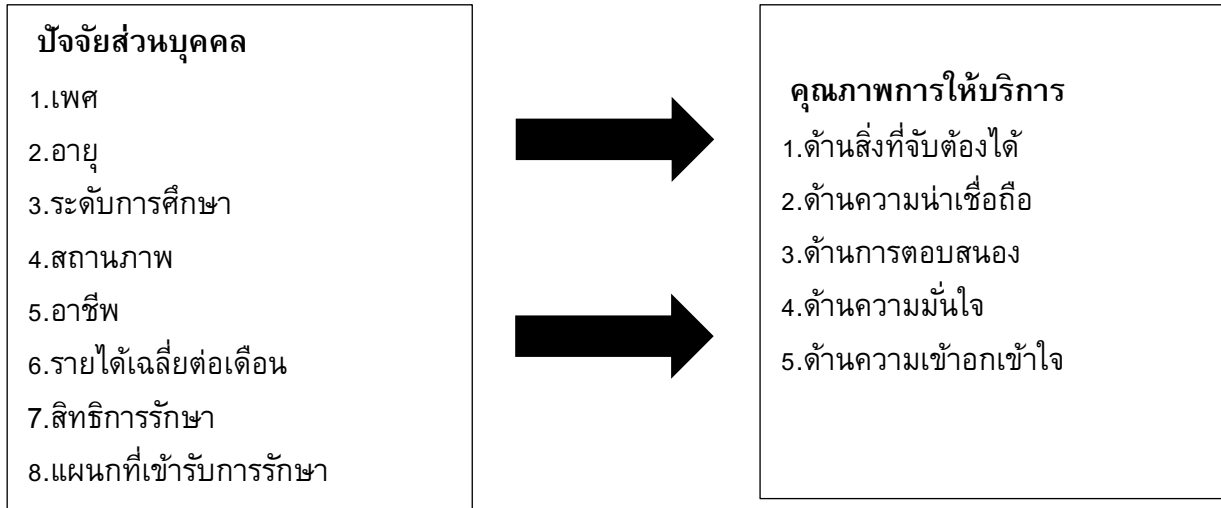 ปัจจัยส่วนบุคคล
1.เพศ
2.อายุ
3.ระดับการศึกษา
4.สถานภาพ
5.อาชีพ
6.รายได้เฉลี่ยต่อเดือน
7.สิทธิการรักษา
8.แผนกที่เข้ารับการรักษา
คุณภาพการให้บริการ
1.ด้านสิ่งที่จับต้องได้
2.ด้านความน่าเชื่อถือ
3.ด้านการตอบสนอง
4.ด้านความมั่นใจ
5.ด้านความเข้าอกเข้าใจ